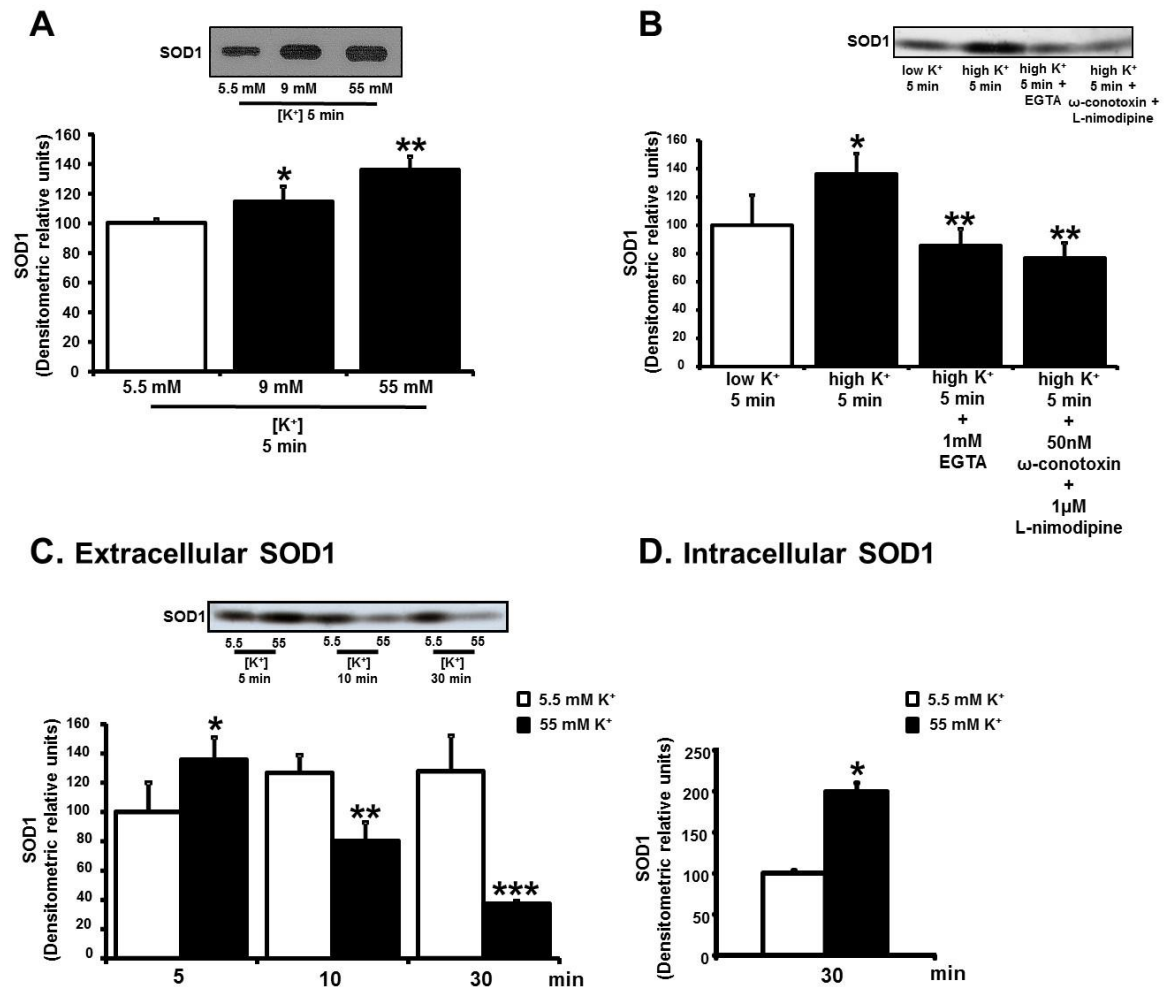 A
SOD1
5.5 mM 9 mM 55 mM
[K⁺] 5 min
SOD1
(Densitometric relative units)
160
140
120
100
80
60
40
20
0
*
**
5.5 mM 9 mM 55 mM
[K⁺]
5 min
B
SOD1
low K⁺ high K⁺ high K⁺ high K⁺
5 min 5 min 5 min + 5 min +
EGTA ω-conotoxin +
L-nimodipine
SOD1
(Densitometric relative units)
160
140
120
100
80
60
40
20
0
*
**
**
low K⁺ high K⁺ high K⁺ high K⁺
5 min 5 min 5 min 5 min
+ +
1mM 50nM
EGTA ω-conotoxin
+
1µM
L-nimodipine
C. Extracellular SOD1
SOD1
5.5 55 5.5 55 5.5 55
[K⁺] [K⁺] [K⁺]
5 min 10 min 30 min
5.5 mM K⁺
55 mM K⁺
SOD1
(Densitometric relative units)
160
140
120
100
80
60
40
20
0
*
**
***
5 10 30 min
D. Intracellular SOD1
5.5 mM K⁺
55 mM K⁺
SOD1
(Densitometric relative units)
250
200
150
100
50
0
*
30 min